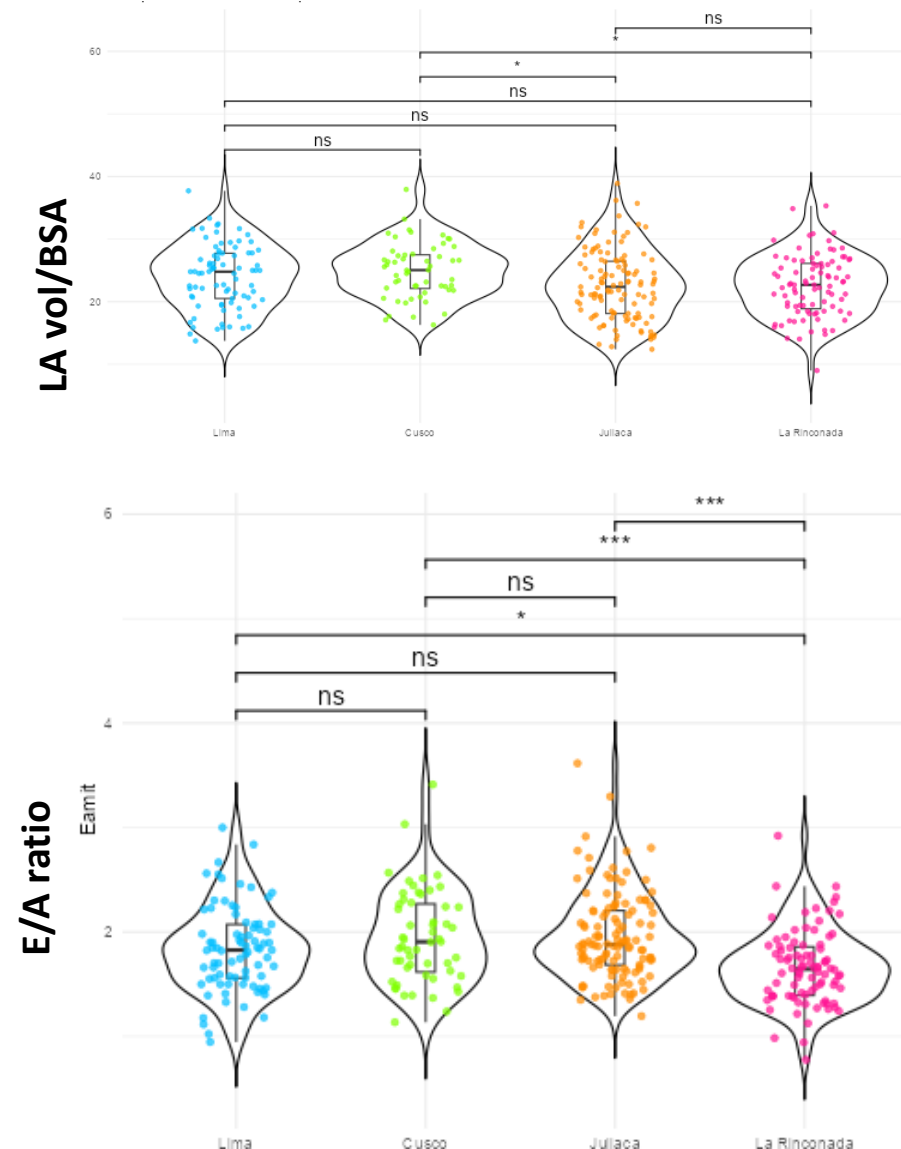 ns
*
60
*
ns
ns
ns
40
20
LA vol/BSA
Lima
Cusco
Juliaca
La Rinconada
6
***
***
ns
*
ns
ns
4
2
Eamit
E/A ratio
Lima
Cusco
Juliaca
La Rinconada